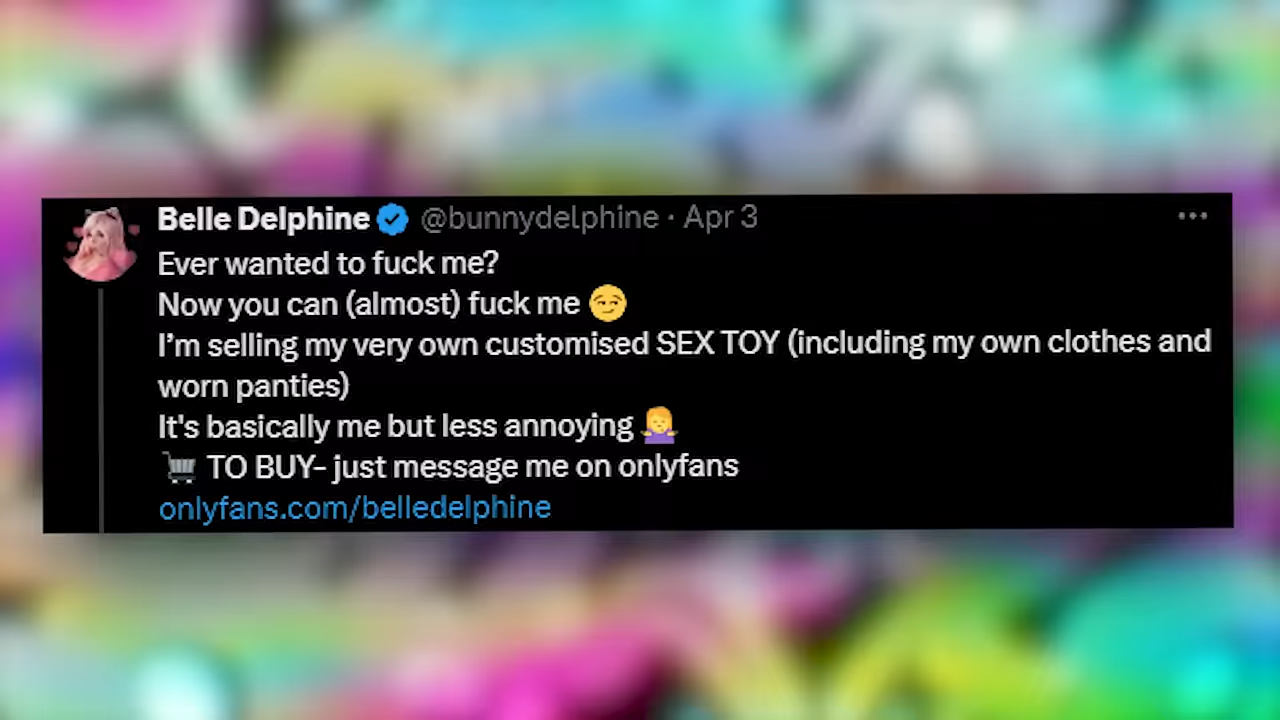 Belle Delphine @bunnydelphine · Apr 3
Ever wanted to fuck me?
Now you can (almost) fuck me 😏
I’m selling my very own customised SEX TOY (including my own clothes and
worn panties)
It's basically me but less annoying 🤷‍♀️
🛒 TO BUY- just message me on onlyfans
onlyfans.com/belledelphine